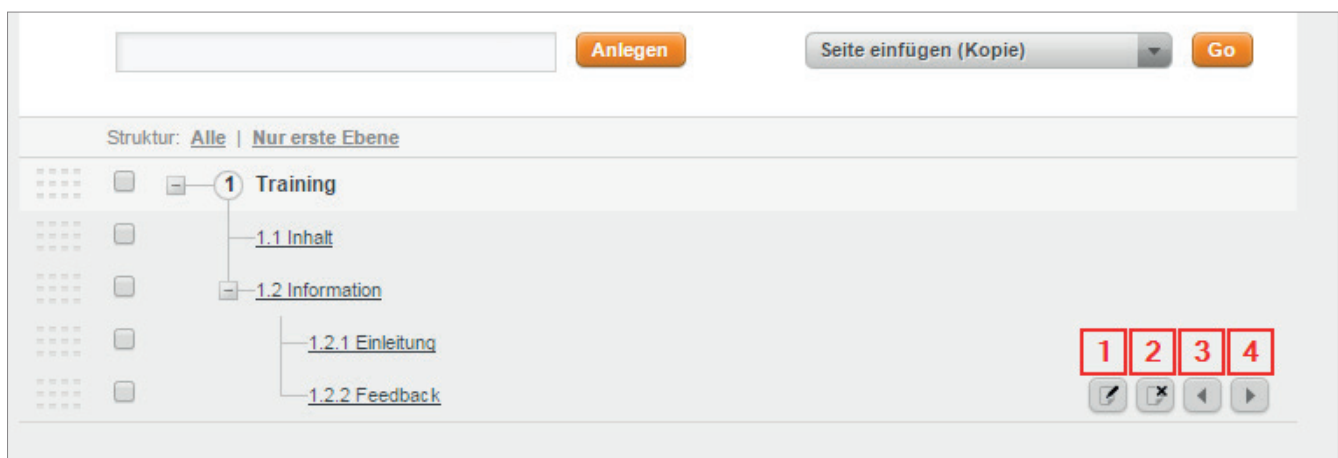 Anlegen Seite einfügen (Kopie) Go
Struktur: Alle | Nur erste Ebene
1 Training
1.1 Inhalt
1.2 Information
1.2.1 Einleitung
1 2 3 4
1.2.2 Feedback